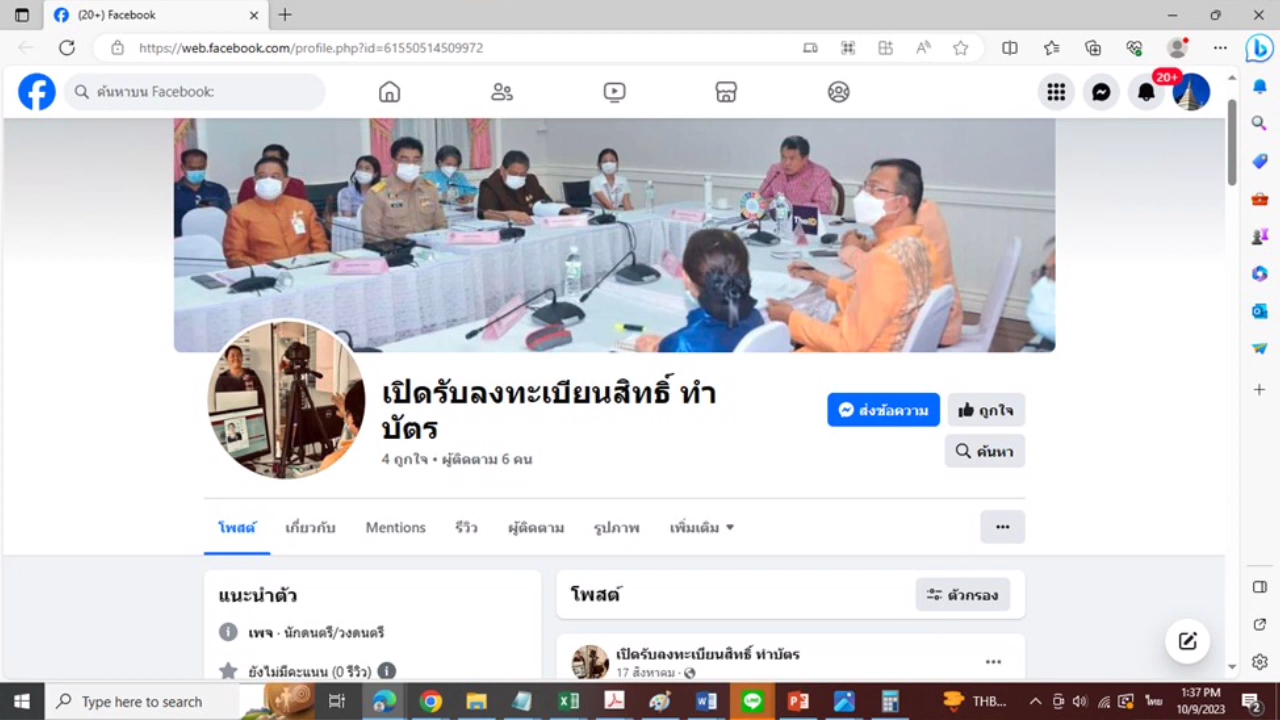 (20+) Facebook
https://web.facebook.com/profile.php?id=61550514509972
ค้นหาบน Facebook:
20+
เปิดรับลงทะเบียนสิทธิ์ ทำ
บัตร
4 ถูกใจ • ผู้ติดตาม 6 คน
ส่งข้อความ
ถูกใจ
ค้นหา
โพสต์ เกี่ยวกับ Mentions รีวิว ผู้ติดตาม รูปภาพ เพิ่มเติม
แนะนำตัว
เพจ · นักดนตรี/วงดนตรี
ยังไม่มีคะแนน (0 รีวิว)
โพสต์
ตัวกรอง
เปิดรับลงทะเบียนสิทธิ์ ทำบัตร
17 สิงหาคม ·
Type here to search
THB...
ไทย
1:37 PM
10/9/2023
2